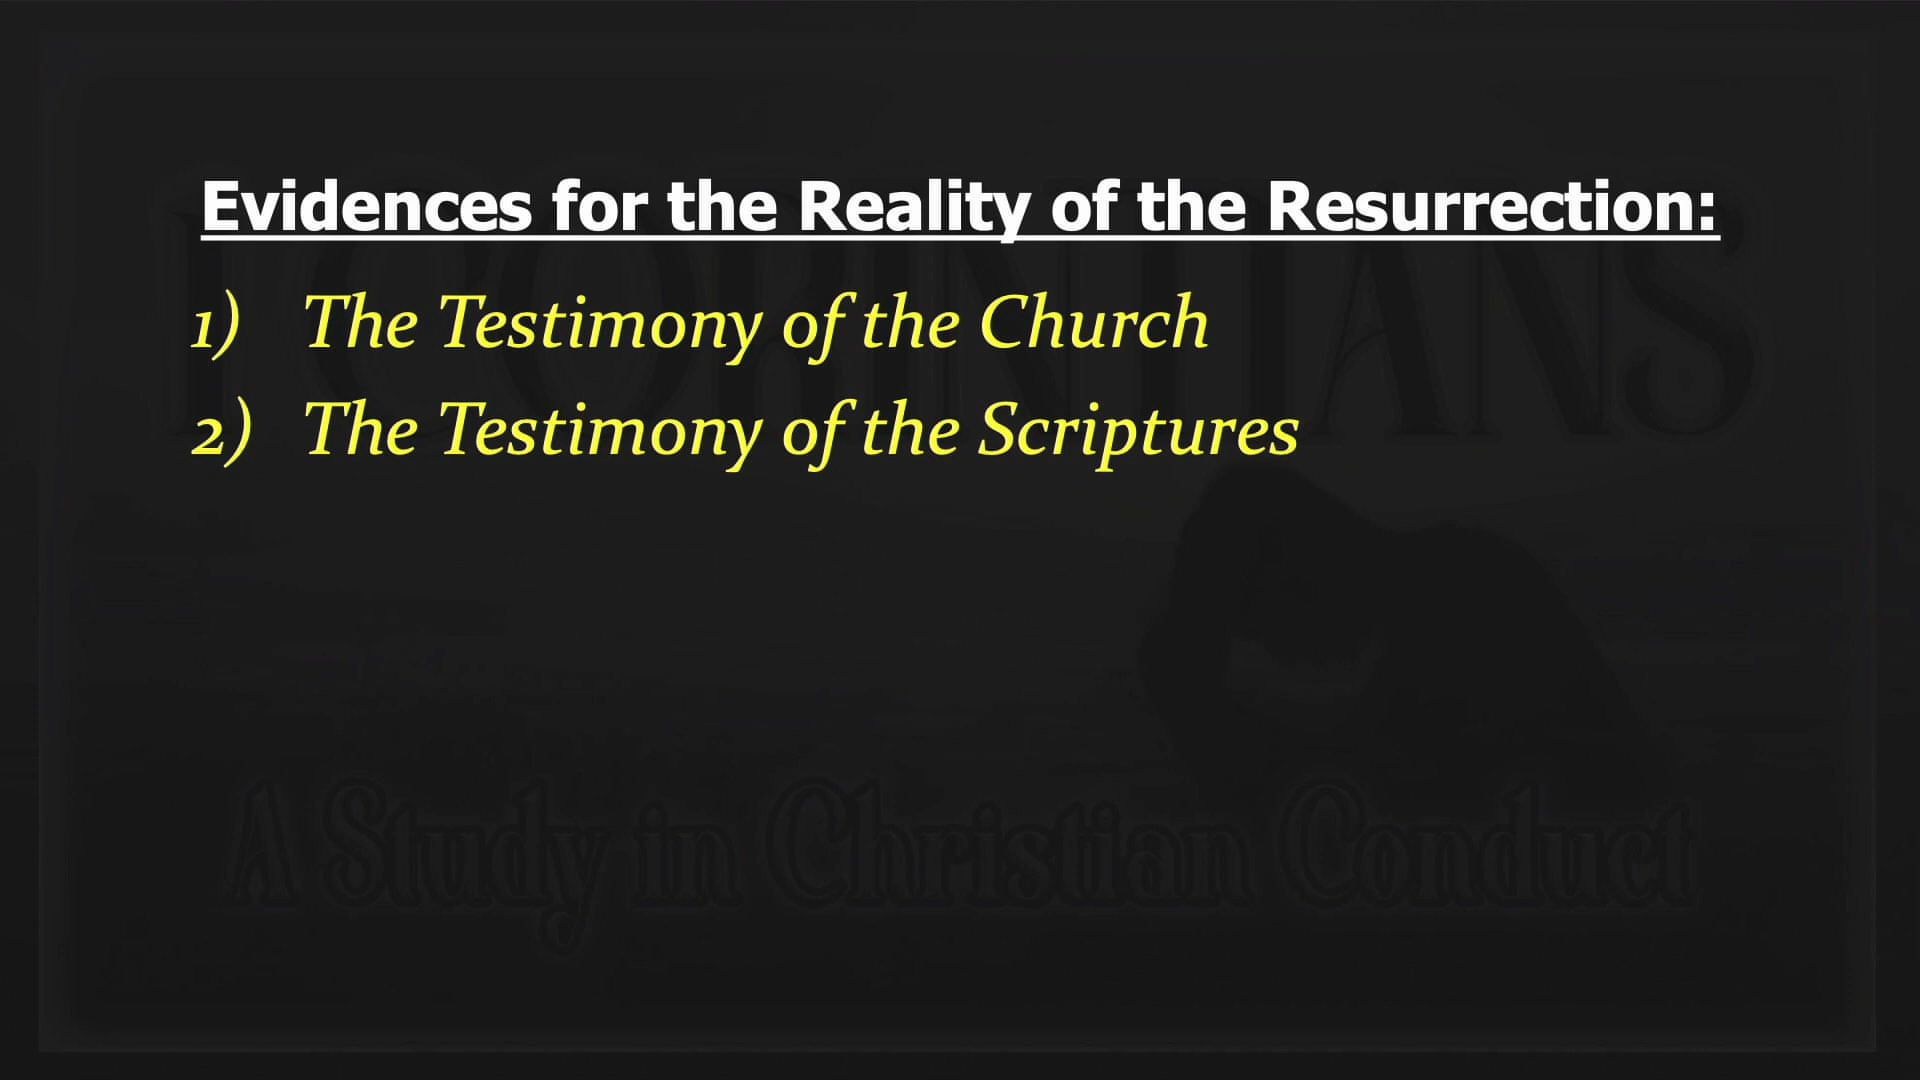 Evidences for the Reality of the Resurrection:
1) The Testimony of the Church
I CORINTHIANS
2) The Testimony of the Scriptures
A Study in Christian Conduct